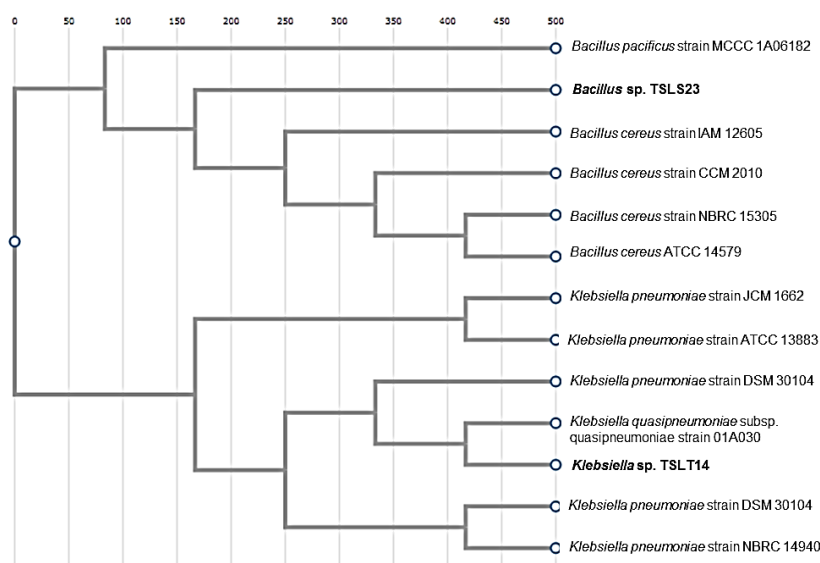 0 50 100 150 200 250 300 350 400 450 500
Bacillus pacificus strain MCCC 1A06182
Bacillus sp. TSLS23
Bacillus cereus strain IAM 12605
Bacillus cereus strain CCM 2010
Bacillus cereus strain NBRC 15305
Bacillus cereus ATCC 14579
Klebsiella pneumoniae strain JCM 1662
Klebsiella pneumoniae strain ATCC 13883
Klebsiella pneumoniae strain DSM 30104
Klebsiella quasipneumoniae subsp.
quasipneumoniae strain 01A030
Klebsiella sp. TSLT14
Klebsiella pneumoniae strain DSM 30104
Klebsiella pneumoniae strain NBRC 14940